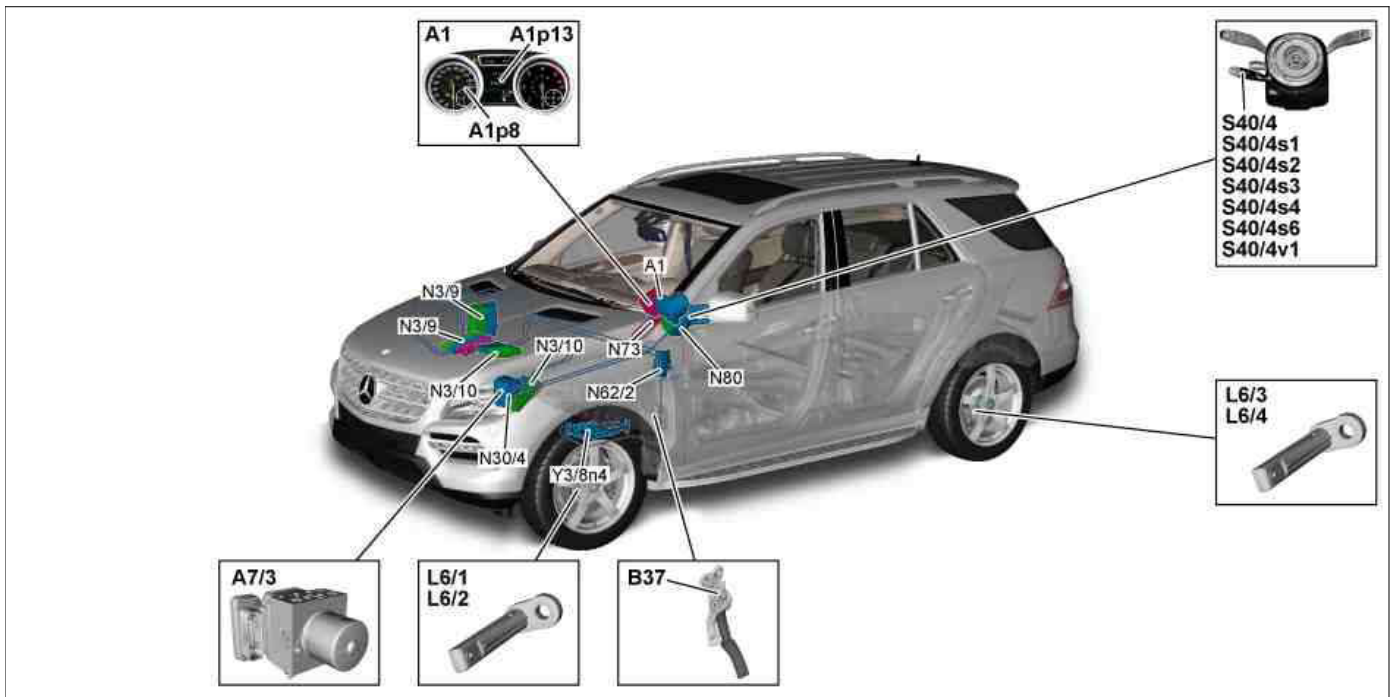 A1 A1p13
A1p8
S40/4
S40/4s1
S40/4s2
S40/4s3
S40/4s4
S40/4s6
S40/4v1
A1
N3/9
N3/9
N73
N3/10
N80
N3/10
N62/2
L6/3
L6/4
N30/4
Y3/8n4
A7/3
L6/1
L6/2
B37